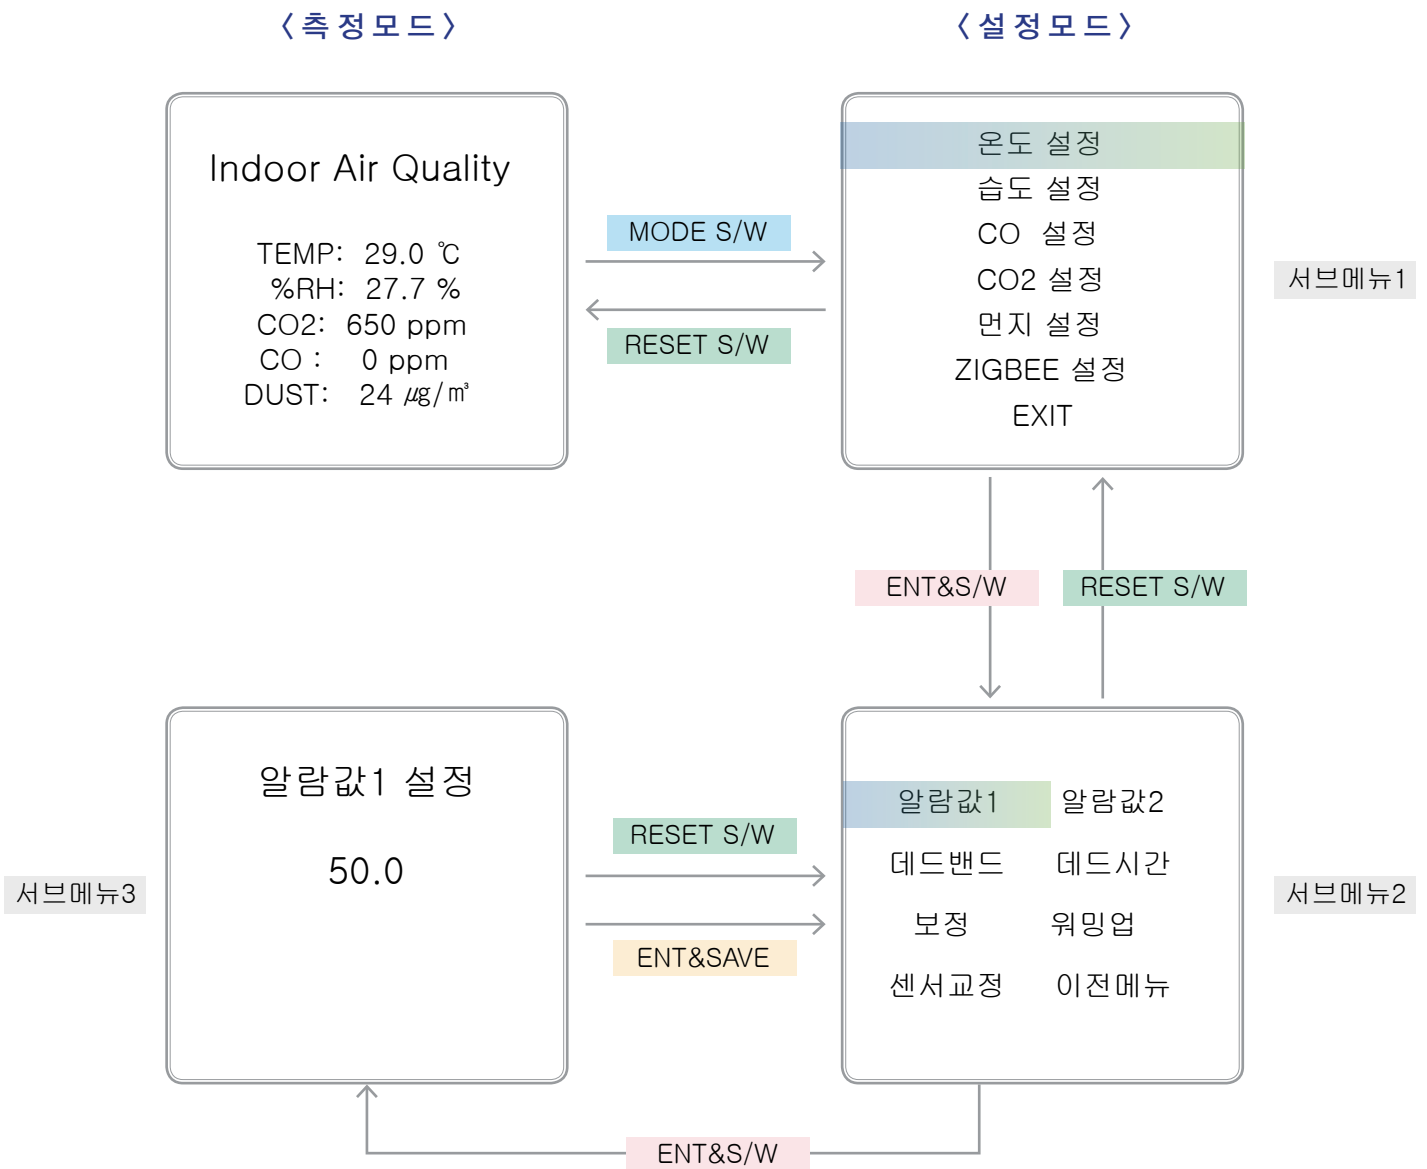 〈측정모드〉
〈설정모드〉
Indoor Air Quality
TEMP: 29.0 ℃
%RH: 27.7 %
CO2: 650 ppm
CO : 0 ppm
DUST: 24 ㎍/㎥
MODE S/W
RESET S/W
온도 설정
습도 설정
CO 설정
CO2 설정
먼지 설정
ZIGBEE 설정
EXIT
서브메뉴1
ENT&S/W
RESET S/W
서브메뉴3
알람값1 설정
50.0
RESET S/W
ENT&SAVE
알람값1 알람값2
데드밴드 데드시간
보정 워밍업
센서교정 이전메뉴
서브메뉴2
ENT&S/W